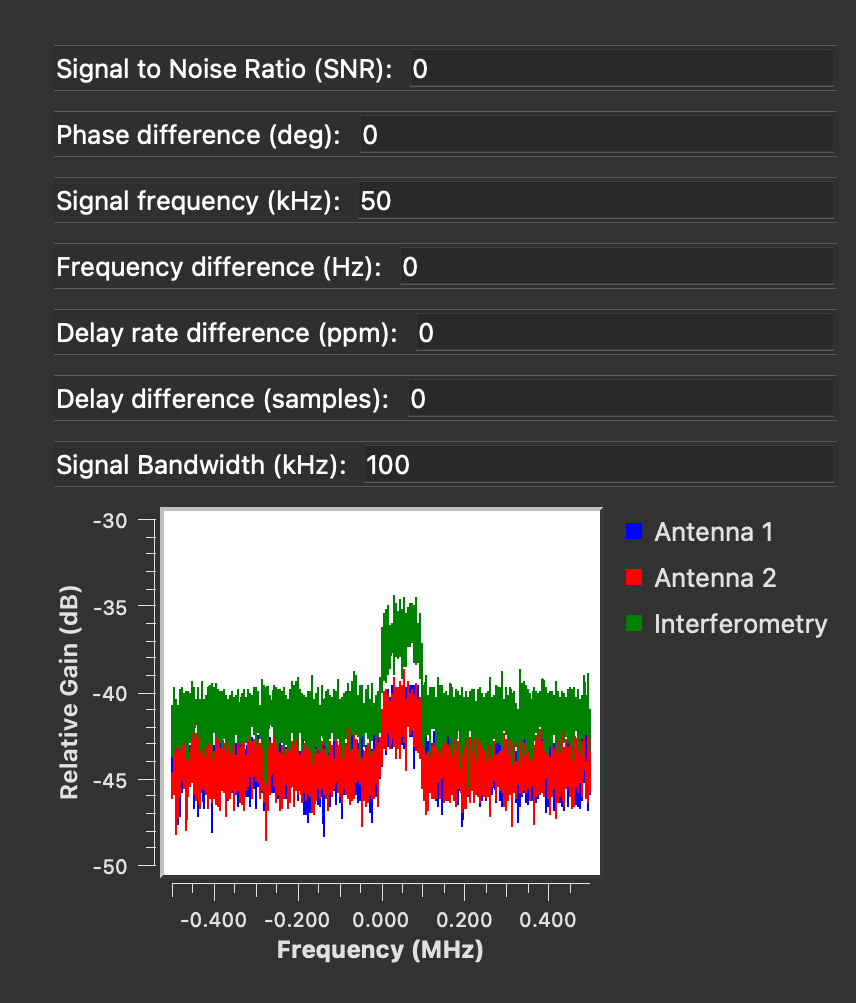 Signal to Noise Ratio (SNR): 0
Phase difference (deg): 0
Signal frequency (kHz): 50
Frequency difference (Hz): 0
Delay rate difference (ppm): 0
Delay difference (samples): 0
Signal Bandwidth (kHz): 100
-30
-35
-40
-45
-50
Relative Gain (dB)
Antenna 1
Antenna 2
Interferometry
-0.400 -0.200 0.000 0.200 0.400
Frequency (MHz)